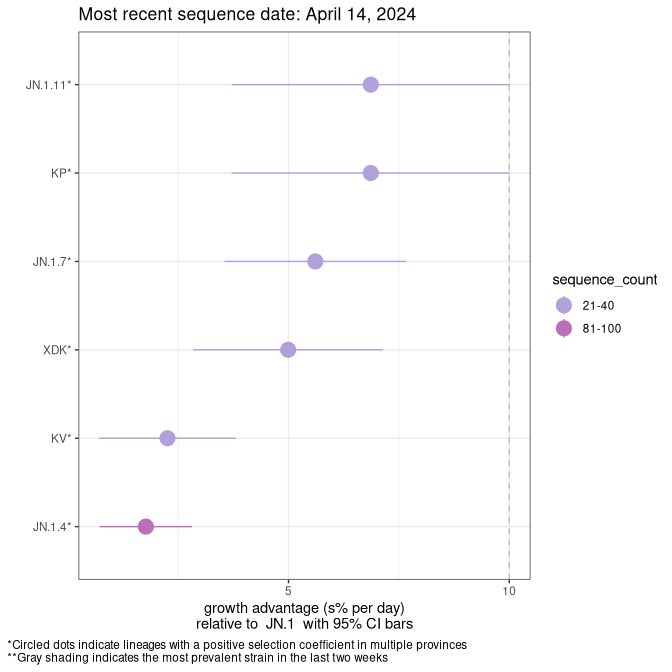 Most recent sequence date: April 14, 2024
JN.1.11*
KP*
JN.1.7*
XDK*
KV*
JN.1.4*
5
10
growth advantage (s% per day)
relative to JN.1 with 95% CI bars
sequence_count
21-40
81-100
*Circled dots indicate lineages with a positive selection coefficient in multiple provinces
**Gray shading indicates the most prevalent strain in the last two weeks